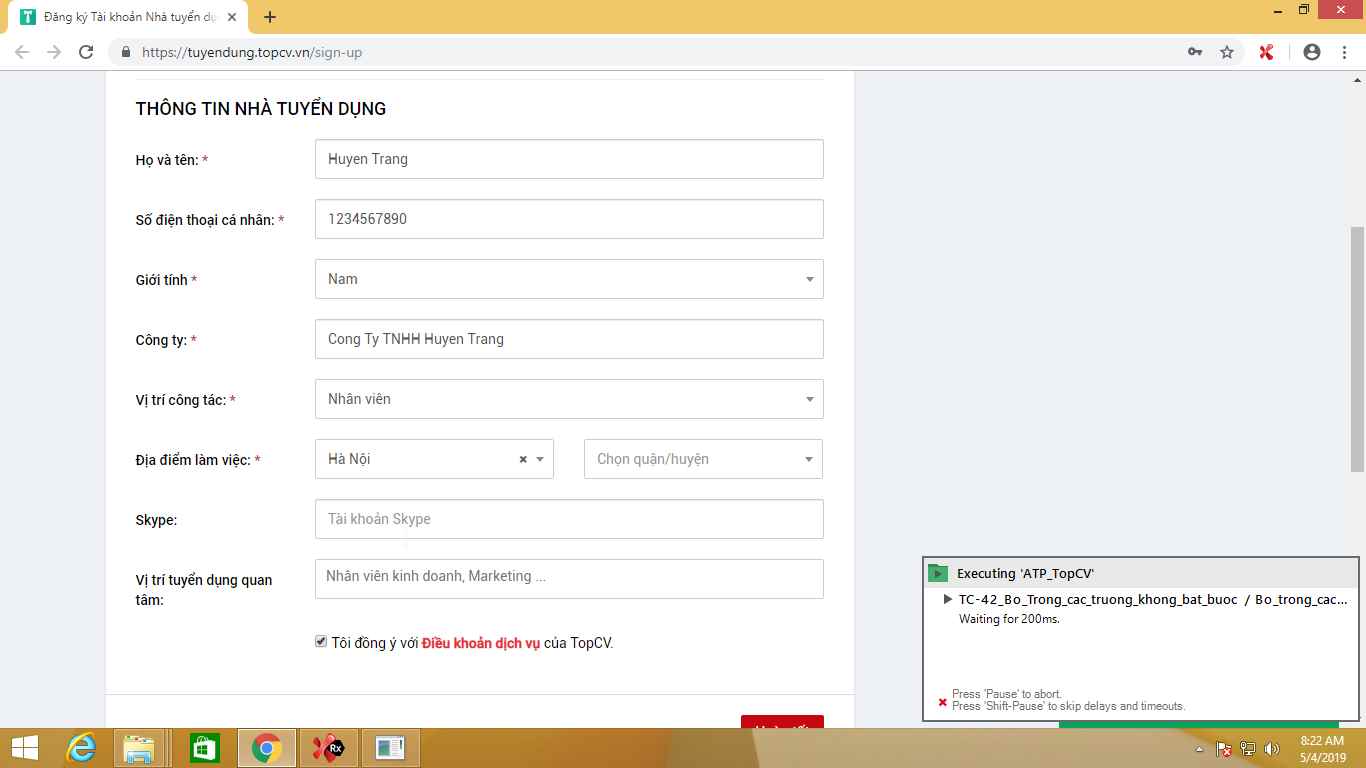 Đăng ký Tài khoản Nhà tuyển dụ
https://tuyendung.topcv.vn/sign-up
THÔNG TIN NHÀ TUYỂN DỤNG
Họ và tên: * Huyen Trang
Số điện thoại cá nhân: * 1234567890
Giới tính * Nam
Công ty: * Cong Ty TNHH Huyen Trang
Vị trí công tác: * Nhân viên
Địa điểm làm việc: * Hà Nội Chọn quận/huyện
Skype: Tài khoản Skype
Vị trí tuyển dụng quan
tâm:
Nhân viên kinh doanh, Marketing ...
Tôi đồng ý với Điều khoản dịch vụ của TopCV.
Executing 'ATP_TopCV'
TC-42_Bo_Trong_cac_truong_khong_bat_buoc / Bo_trong_cac...
Waiting for 200ms.
Press 'Pause' to abort.
Press 'Shift-Pause' to skip delays and timeouts.
Rx
8:22 AM
5/4/2019